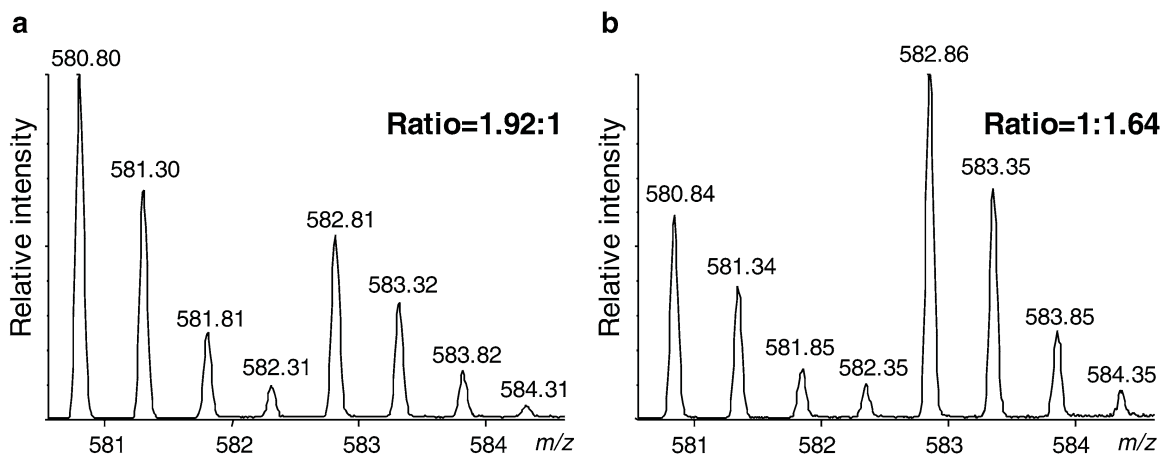 a
580.80
Ratio=1.92:1
581.30
582.81
583.32
581.81
583.82
582.31
584.31
Relative intensity
581 582 583 584 m/z
b
582.86
Ratio=1:1.64
583.35
580.84
581.34
583.85
581.85
582.35
584.35
Relative intensity
581 582 583 584 m/z